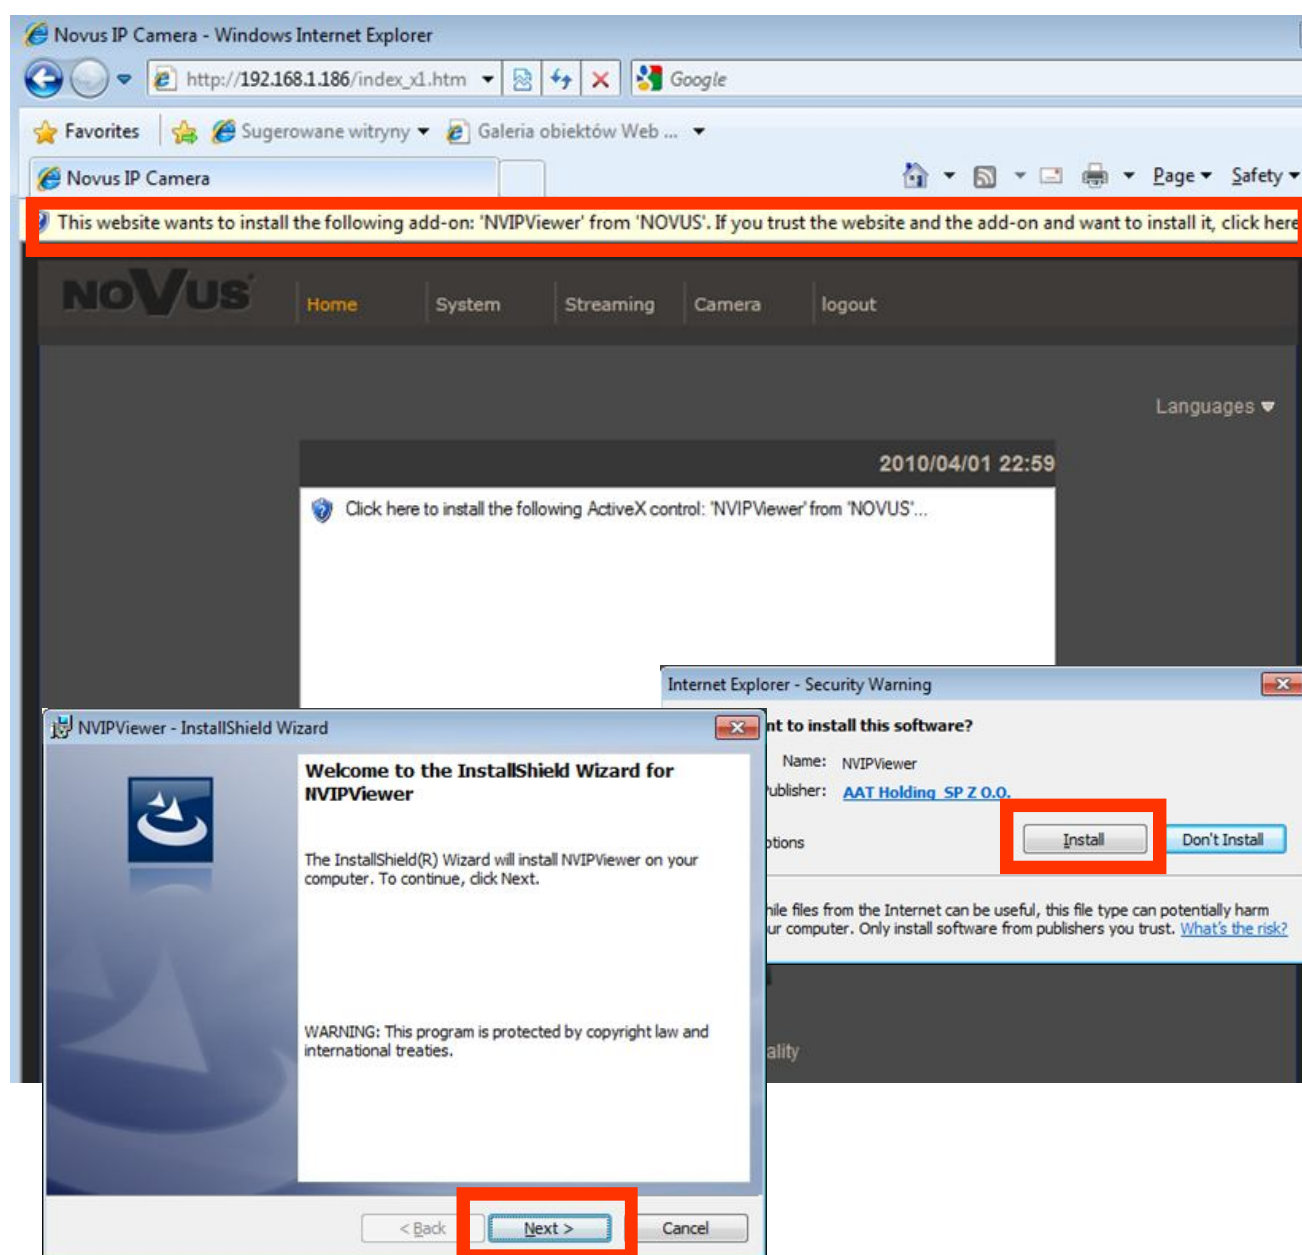 Novus IP Camera - Windows Internet Explorer
http://192.168.1.186/index_x1.htm
Google
Favorites
Sugerowane witryny
Galeria obiektów Web ...
Novus IP Camera
Page
Safety
This website wants to install the following add-on: 'NVIPViewer' from 'NOVUS'. If you trust the website and the add-on and want to install it, click here
NOVUS
Home
System
Streaming
Camera
logout
Languages
2010/04/01 22:59
Click here to install the following ActiveX control: 'NVIPViewer' from 'NOVUS'...
Internet Explorer - Security Warning
nt to install this software?
Name: NVIPViewer
ublisher: AAT Holding SP Z O.O.
ptions
Install
Don't Install
hile files from the Internet can be useful, this file type can potentially harm
ur computer. Only install software from publishers you trust. What's the risk?
ality
NVIPViewer - InstallShield Wizard
Welcome to the InstallShield Wizard for
NVIPViewer
The InstallShield(R) Wizard will install NVIPViewer on your
computer. To continue, click Next.
WARNING: This program is protected by copyright law and
international treaties.
< Back
Next >
Cancel